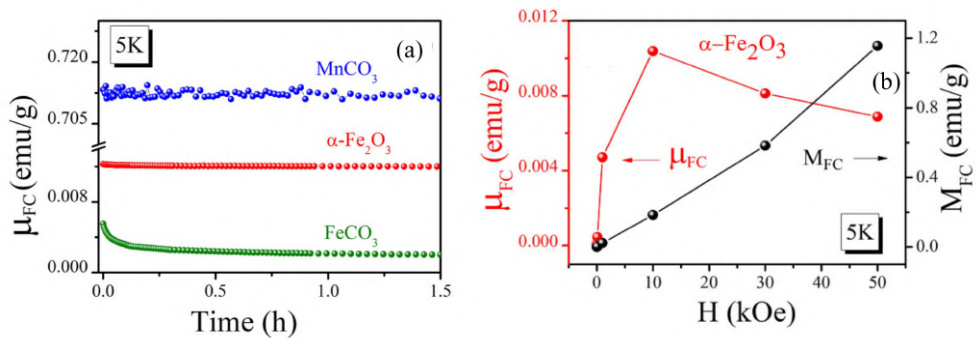 (a)
5K
0.720
MnCO3
0.705
α-Fe2O3
0.008
FeCO3
0.000
0.0 0.5 1.0 1.5
Time (h)
μFC (emu/g)
(b)
α–Fe2O3
0.012
0.008
0.004
0.000
μFC (emu/g)
μFC
MFC
5K
1.2
0.8
0.4
0.0
MFC (emu/g)
0 10 20 30 40 50
H (kOe)